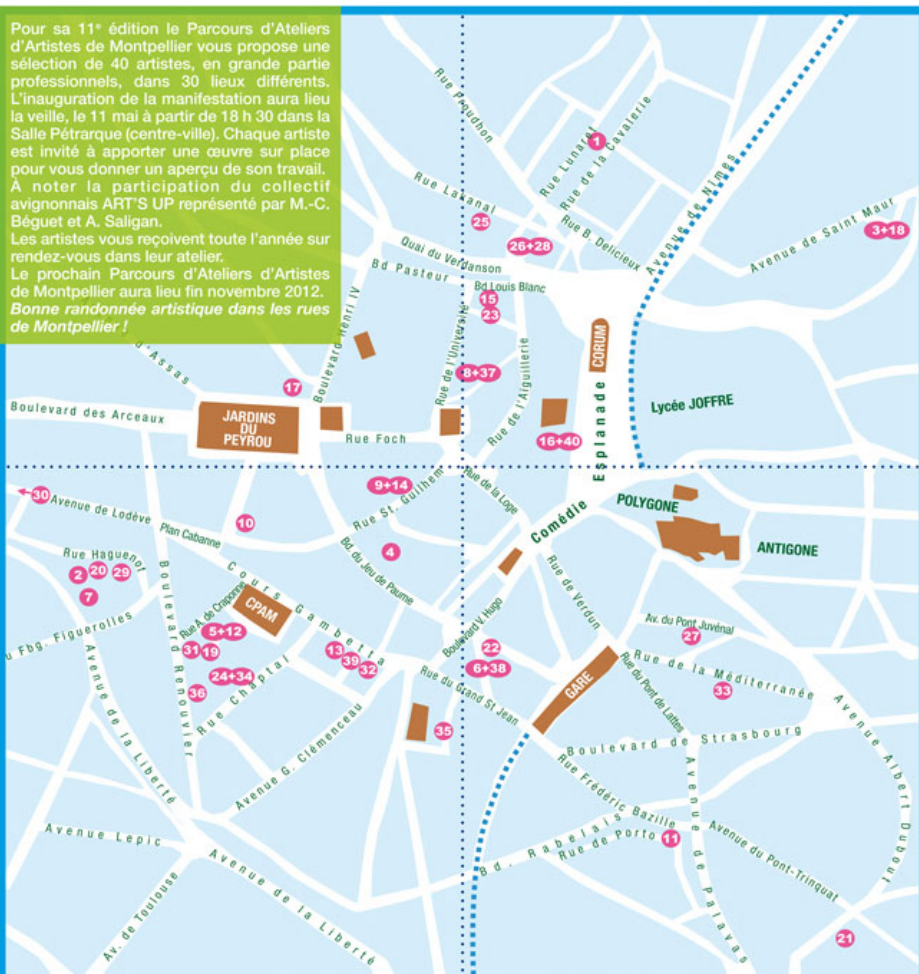 Pour sa 11e édition le Parcours d'Ateliers
d'Artistes de Montpellier vous propose une
sélection de 40 artistes, en grande partie
professionnels, dans 30 lieux différents.
L'inauguration de la manifestation aura lieu
la veille, le 11 mai à partir de 18 h 30 dans la
Salle Pétrarque (centre-ville). Chaque artiste
est invité à apporter une œuvre sur place
pour vous donner un aperçu de son travail.
À noter la participation du collectif
avignonnais ART'S UP représenté par M.-C.
Béguet et A. Saligan.
Les artistes vous reçoivent toute l'année sur
rendez-vous dans leur atelier.
Le prochain Parcours d'Ateliers d'Artistes
de Montpellier aura lieu fin novembre 2012.
Bonne randonnée artistique dans les rues
de Montpellier !
Rue Proudhon
Rue Lunaret
1
Rue de la Cavalerie
Avenue de Nîmes
Rue Lakanal
25
26+28
Rue B. Delicieux
Avenue de Saint Maur
3+18
Quai du Verdanson
Bd Pasteur
Bd Louis Blanc
15
23
Boulevard Henri IV
Rue de l'Université
8+37
Rue de l'Aiguillerie
CORUM
Esplanade
Lycée JOFFRE
d'Assas
17
Boulevard des Arceaux
JARDINS
DU
PEYROU
Rue Foch
16+40
30
Avenue de Lodève
Plan Cabanne
10
9+14
Rue St. Guilhem
Rue de la Loge
Comédie
POLYGONE
ANTIGONE
4
Bd. du Jeu de Paume
Rue Haguenot
2
20
29
7
u Fbg. Figuerolles
Boulevard Renouvier
Rue A. de Craponne
CPAM
Cours Gambetta
5+12
31
19
24+34
36
Rue Chaptal
13
39
32
Boulevard V. Hugo
22
6+38
Rue de Verdun
GARE
Av. du Pont Juvénal
27
Rue de la Méditerranée
33
Rue du Pont de Lattes
Rue du Grand St Jean
35
Avenue G. Clémenceau
Avenue de la Liberté
Boulevard de Strasbourg
Avenue Albert Dubout
Rue Frédéric Bazille
Bd. Rabelais
Rue de Porto
11
Avenue de Palavas
Avenue du Pont-Trinquat
21
Avenue Lepic
Av. de Toulouse
Avenue de la Liberté